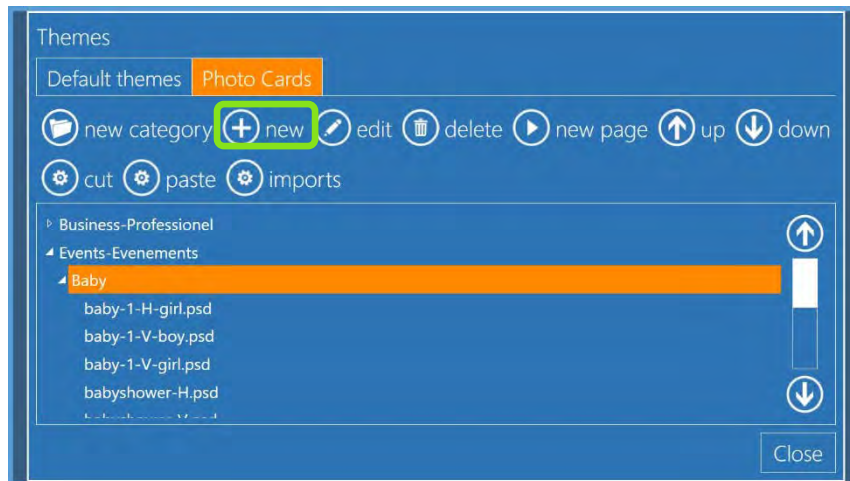 Themes
Default themes Photo Cards
new category new edit delete new page up down
cut paste imports
Business-Professionel
Events-Evenements
Baby
baby-1-H-girl.psd
baby-1-V-boy.psd
baby-1-V-girl.psd
babyshower-H.psd
Close